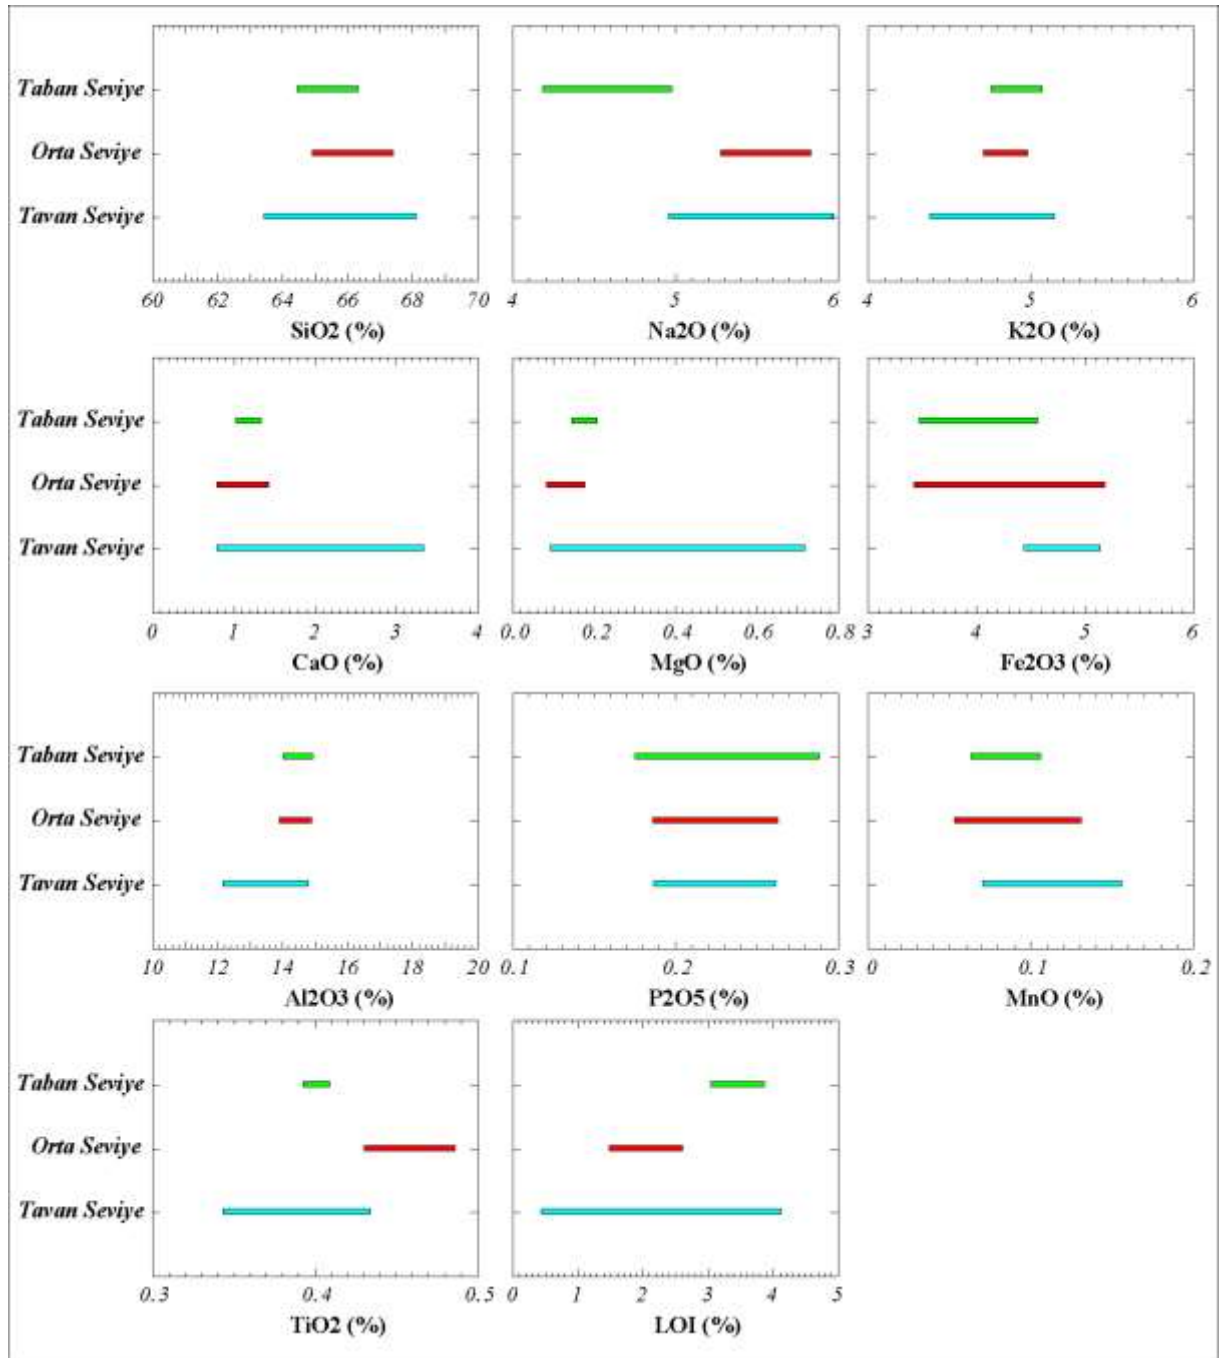 Taban Seviye
Orta Seviye
Tavan Seviye
60 62 64 66 68 70
SiO2 (%)
4 5 6
Na2O (%)
4 5 6
K2O (%)
Taban Seviye
Orta Seviye
Tavan Seviye
0 1 2 3 4
CaO (%)
0.0 0.2 0.4 0.6 0.8
MgO (%)
3 4 5 6
Fe2O3 (%)
Taban Seviye
Orta Seviye
Tavan Seviye
10 12 14 16 18 20
Al2O3 (%)
0.1 0.2 0.3
P2O5 (%)
0 0.1 0.2
MnO (%)
Taban Seviye
Orta Seviye
Tavan Seviye
0.3 0.4 0.5
TiO2 (%)
0 1 2 3 4 5
LOI (%)